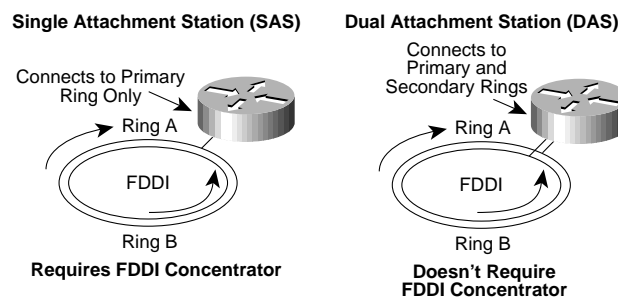 Single Attachment Station (SAS)
Connects to Primary
Ring Only
Ring A
FDDI
Ring B
Requires FDDI Concentrator
Dual Attachment Station (DAS)
Connects to
Primary and
Secondary Rings
Ring A
FDDI
Ring B
Doesn't Require
FDDI Concentrator